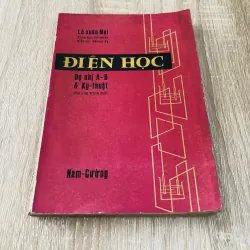 Lê xuân Mai
ĐIỆN HỌC
Đệ nhị A-B
& Kỹ-thuật
Nam-Cường